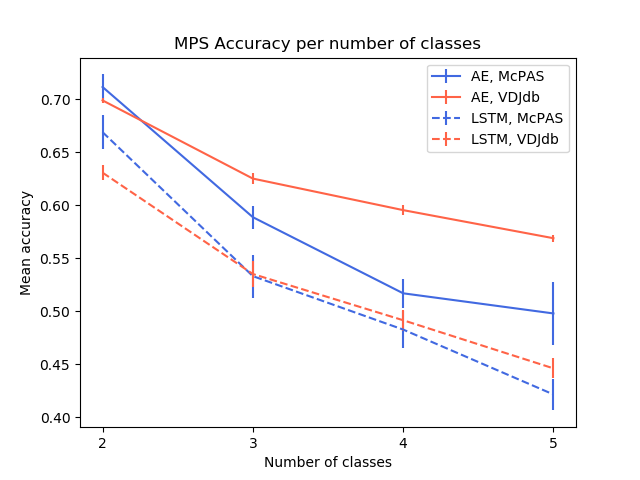 MPS Accuracy per number of classes
AE, McPAS
AE, VDJdb
LSTM, McPAS
LSTM, VDJdb
Mean accuracy
0.70
0.65
0.60
0.55
0.50
0.45
0.40
2 3 4 5
Number of classes